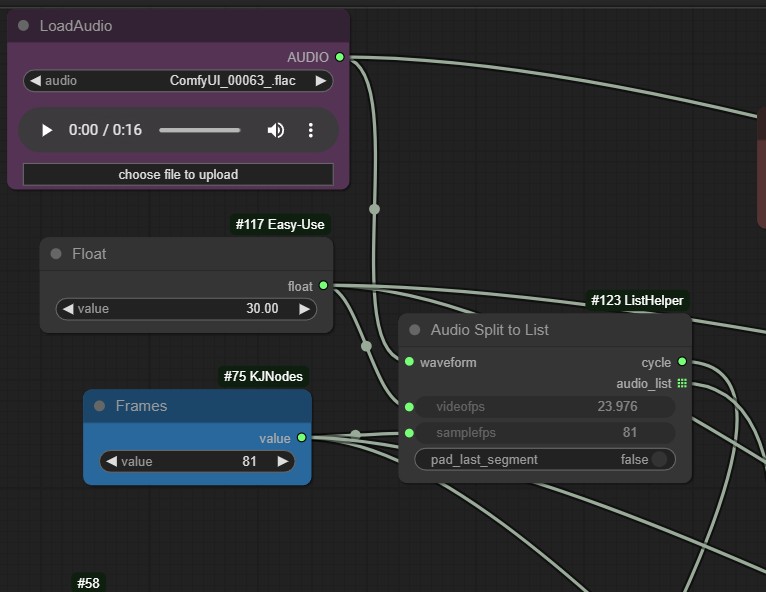 LoadAudio
AUDIO
audio ComfyUI_00063_.flac
0:00 / 0:16
choose file to upload
#117 Easy-Use
Float
float
value 30.00
#123 ListHelper
Audio Split to List
waveform cycle
audio_list
videofps 23.976
samplefps 81
pad_last_segment false
#75 KJNodes
Frames
value
value 81
#58